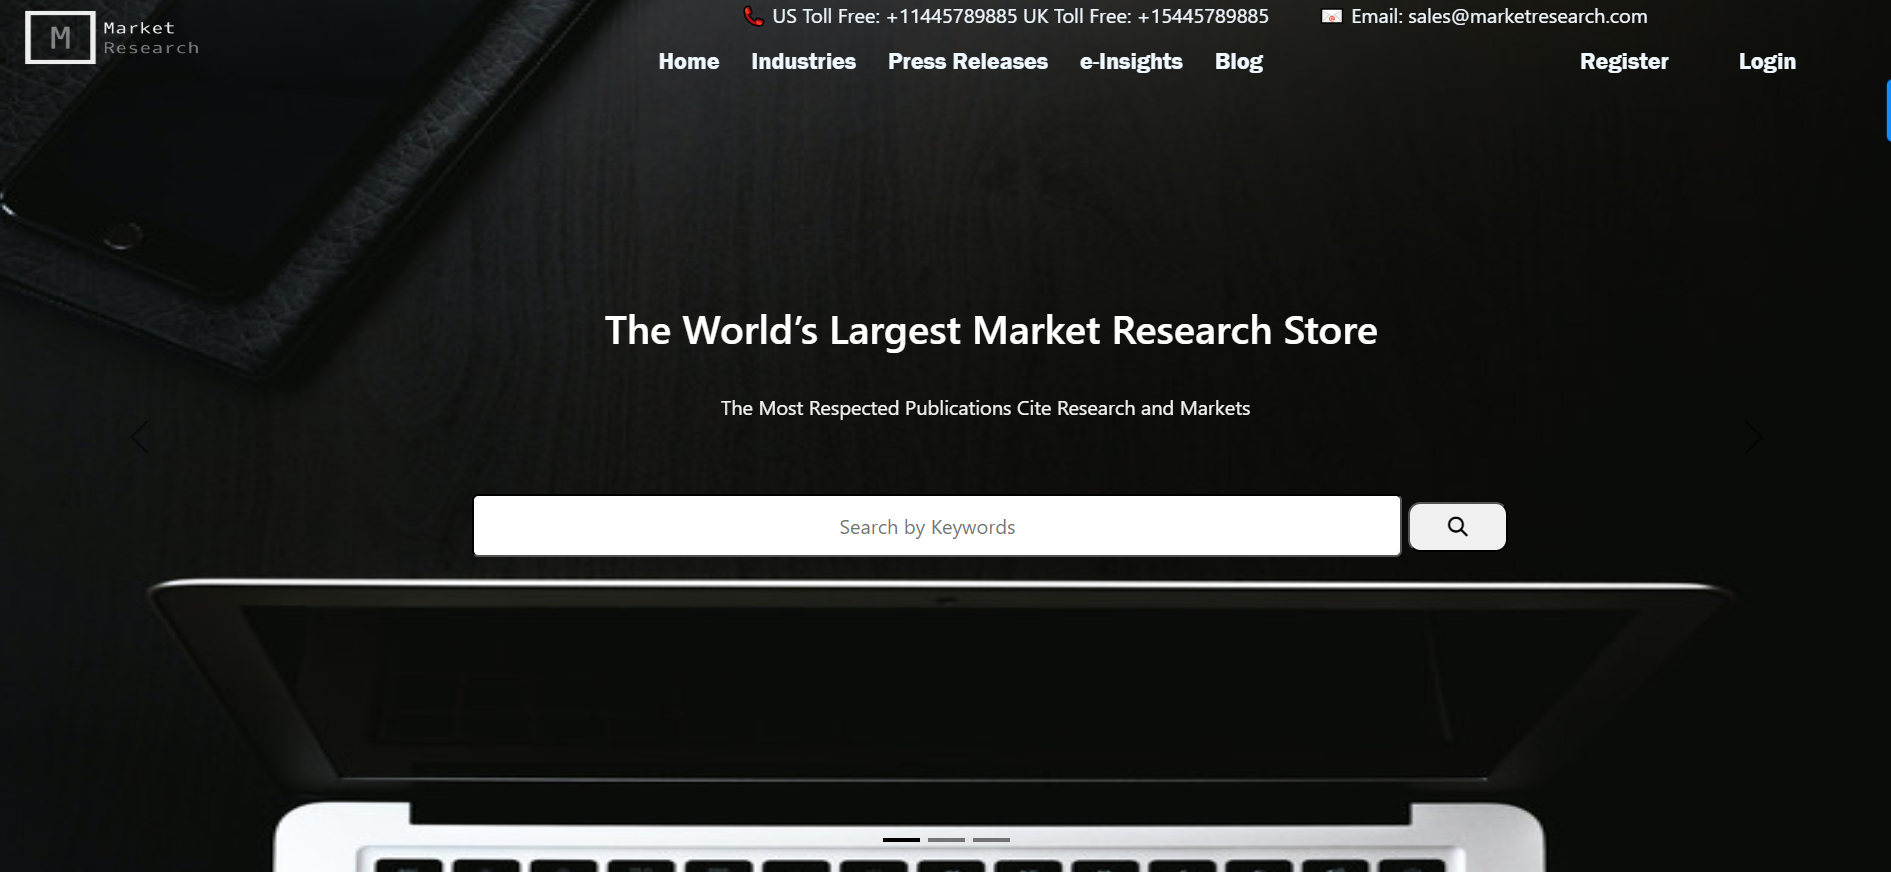 M
Market
Research
US Toll Free: +11445789885 UK Toll Free: +15445789885
Email: sales@marketresearch.com
Home Industries Press Releases e-Insights Blog Register Login
The World’s Largest Market Research Store
The Most Respected Publications Cite Research and Markets
Search by Keywords